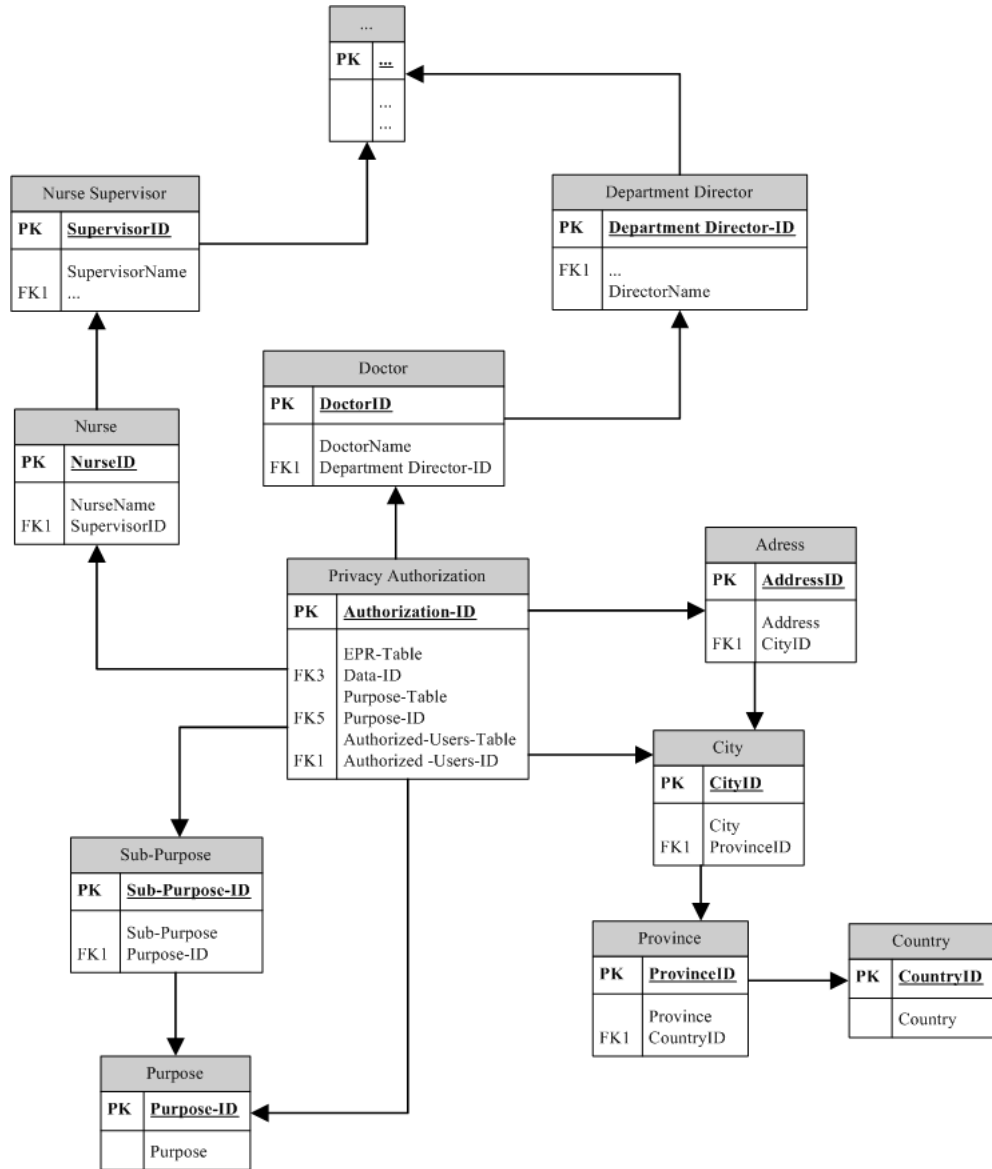 ...
PK ...
...
...
Nurse Supervisor
PK SupervisorID
SupervisorName
FK1 ...
Department Director
PK Department Director-ID
FK1 ...
DirectorName
Doctor
PK DoctorID
DoctorName
FK1 Department Director-ID
Nurse
PK NurseID
NurseName
FK1 SupervisorID
Privacy Authorization
PK Authorization-ID
EPR-Table
FK3 Data-ID
Purpose-Table
FK5 Purpose-ID
Authorized-Users-Table
FK1 Authorized -Users-ID
Adress
PK AddressID
Address
FK1 CityID
City
PK CityID
City
FK1 ProvinceID
Sub-Purpose
PK Sub-Purpose-ID
Sub-Purpose
FK1 Purpose-ID
Province
PK ProvinceID
Province
FK1 CountryID
Country
PK CountryID
Country
Purpose
PK Purpose-ID
Purpose